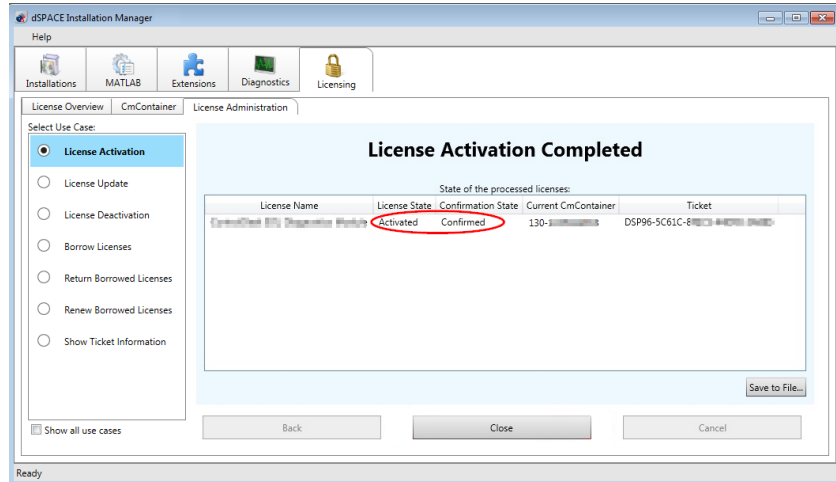 dSPACE Installation Manager
Help
Installations MATLAB Extensions Diagnostics Licensing
License Overview CmContainer License Administration
Select Use Case:
License Activation
License Update
License Deactivation
Borrow Licenses
Return Borrowed Licenses
Renew Borrowed Licenses
Show Ticket Information
Show all use cases
License Activation Completed
State of the processed licenses:
License Name License State Confirmation State Current CmContainer Ticket
Activated Confirmed 130- DSP96-5C61C-8
Save to File...
Back Close Cancel
Ready